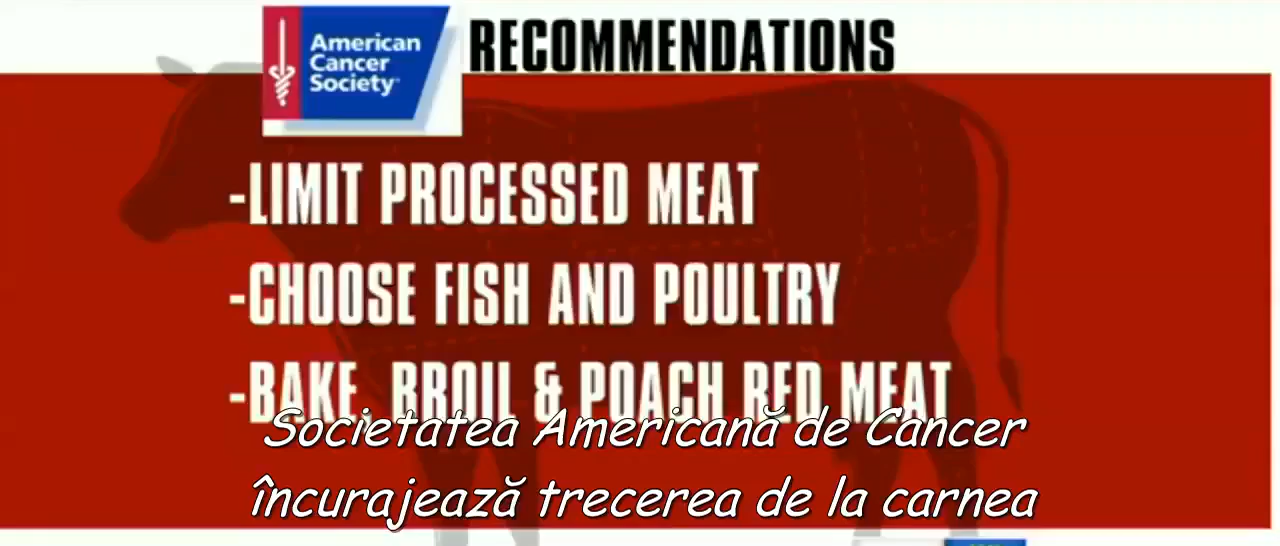 American
Cancer
Society
RECOMMENDATIONS
-LIMIT PROCESSED MEAT
-CHOOSE FISH AND POULTRY
-BAKE, BROIL & POACH RED MEAT
Societatea Americană de Cancer
încurajează trecerea de la carnea